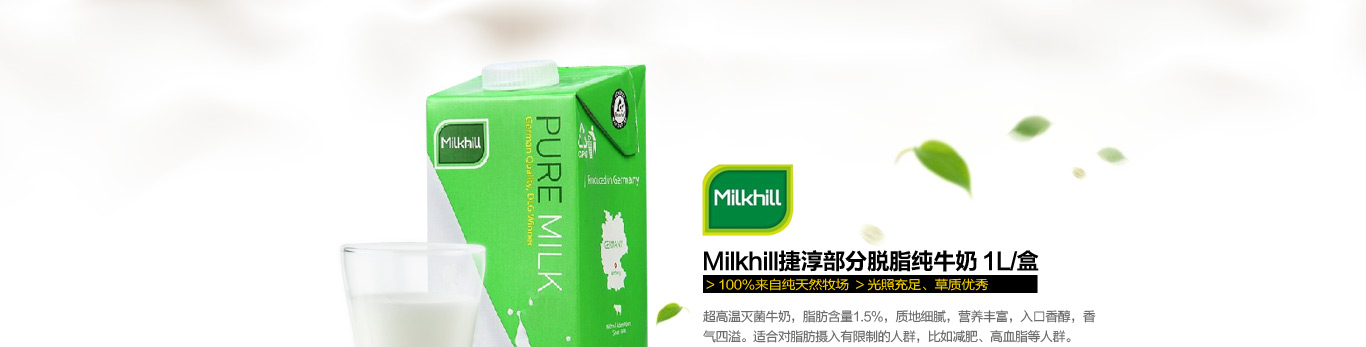 Milkhill
PURE MILK
German Quality, DLG Winner
Produced in Germany
GERMANY
Milkhill
Milkhill捷淳部分脱脂纯牛奶 1L/盒
>100%来自纯天然牧场 >光照充足、草质优秀
超高温灭菌牛奶，脂肪含量1.5%，质地细腻，营养丰富，入口香醇，香
气四溢。适合对脂肪摄入有限制的人群，比如减肥、高血脂等人群。